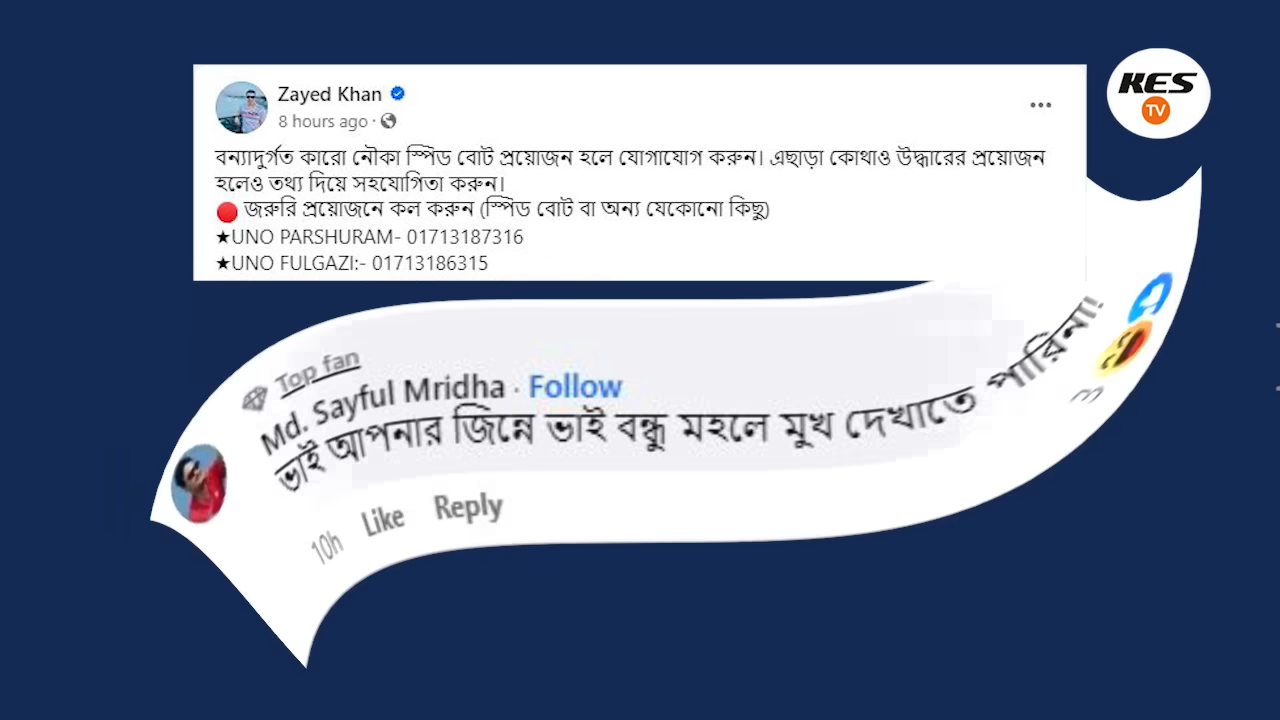 KES
TV
Zayed Khan
8 hours ago ·
বন্যাদুর্গত কারো নৌকা স্পিড বোট প্রয়োজন হলে যোগাযোগ করুন। এছাড়া কোথাও উদ্ধারের প্রয়োজন
হলেও তথ্য দিয়ে সহযোগিতা করুন।
🔴 জরুরি প্রয়োজনে কল করুন (স্পিড বোট বা অন্য যেকোনো কিছু)
★UNO PARSHURAM- 01713187316
★UNO FULGAZI:- 01713186315
Top fan
Md. Sayful Mridha · Follow
ভাই আপনার জিন্নে ভাই বন্ধু মহলে মুখ দেখাতে পারিনা!
10h Like Reply